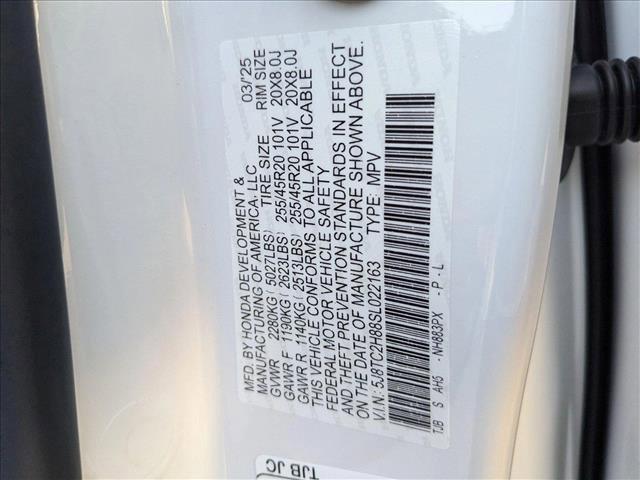 MFD. BY HONDA DEVELOPMENT & 03/'25
MANUFACTURING OF AMERICA, LLC
TIRE SIZE RIM SIZE
GVWR 2280KG (5027LBS)
GAWR F 1190KG (2623LBS) 255/45R20 101V 20X8.0J
GAWR R 1140KG (2513LBS) 255/45R20 101V 20X8.0J
THIS VEHICLE CONFORMS TO ALL APPLICABLE
FEDERAL MOTOR VEHICLE SAFETY
AND THEFT PREVENTION STANDARDS IN EFFECT
ON THE DATE OF MANUFACTURE SHOWN ABOVE.
V.I.N: 5J8TC2H88SL022163 TYPE: MPV
TJB S AH5 - NH883PX - P - L
TJB JC